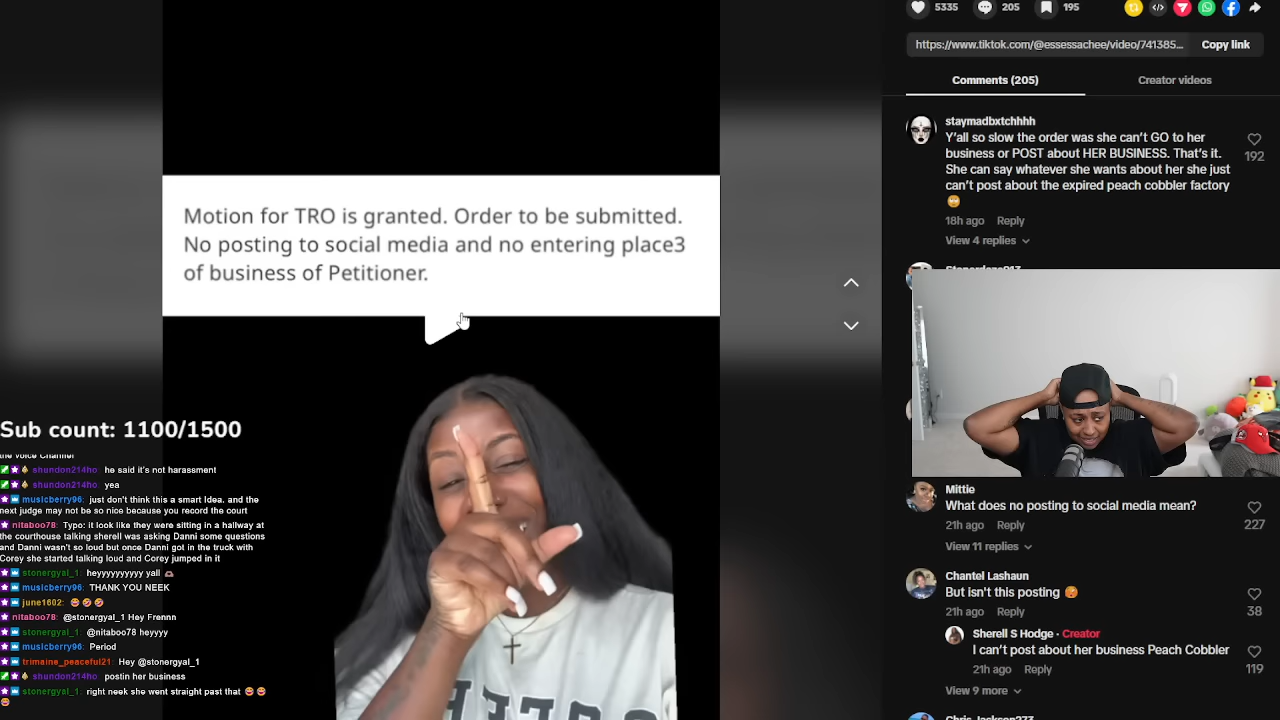 Motion for TRO is granted. Order to be submitted.
No posting to social media and no entering place3
of business of Petitioner.
Sub count: 1100/1500
the Voice Channel
shundon214ho: he said it's not harassment
shundon214ho: yea
musicberry96: just don't think this a smart Idea. and the
next judge may not be so nice because you record the court
nitaboo78: Typo: it look like they were sitting in a hallway at
the courthouse talking sherell was asking Danni some questions
and Danni wasn't so loud but once Danni got in the truck with
Corey she started talking loud and Corey jumped in it
stonergyal_1: heyyyyyyyyyy yall
musicberry96: THANK YOU NEEK
june1602:
nitaboo78: @stonergyal_1 Hey Frennn
stonergyal_1: @nitaboo78 heyyyy
musicberry96: Period
trimaine_peaceful21: Hey @stonergyal_1
shundon214ho: postin her business
stonergyal_1: right neek she went straight past that
5335
205
195
https://www.tiktok.com/@essessachee/video/741385...
Copy link
Comments (205)
Creator videos
staymadbxtchhhh
Y'all so slow the order was she can't GO to her
business or POST about HER BUSINESS. That's it.
She can say whatever she wants about her she just
can't post about the expired peach cobbler factory
192
18h ago Reply
View 4 replies
Mittie
What does no posting to social media mean?
227
21h ago Reply
View 11 replies
Chantel Lashaun
But isn't this posting
38
21h ago Reply
Sherell S Hodge · Creator
I can't post about her business Peach Cobbler
119
21h ago Reply
View 9 more